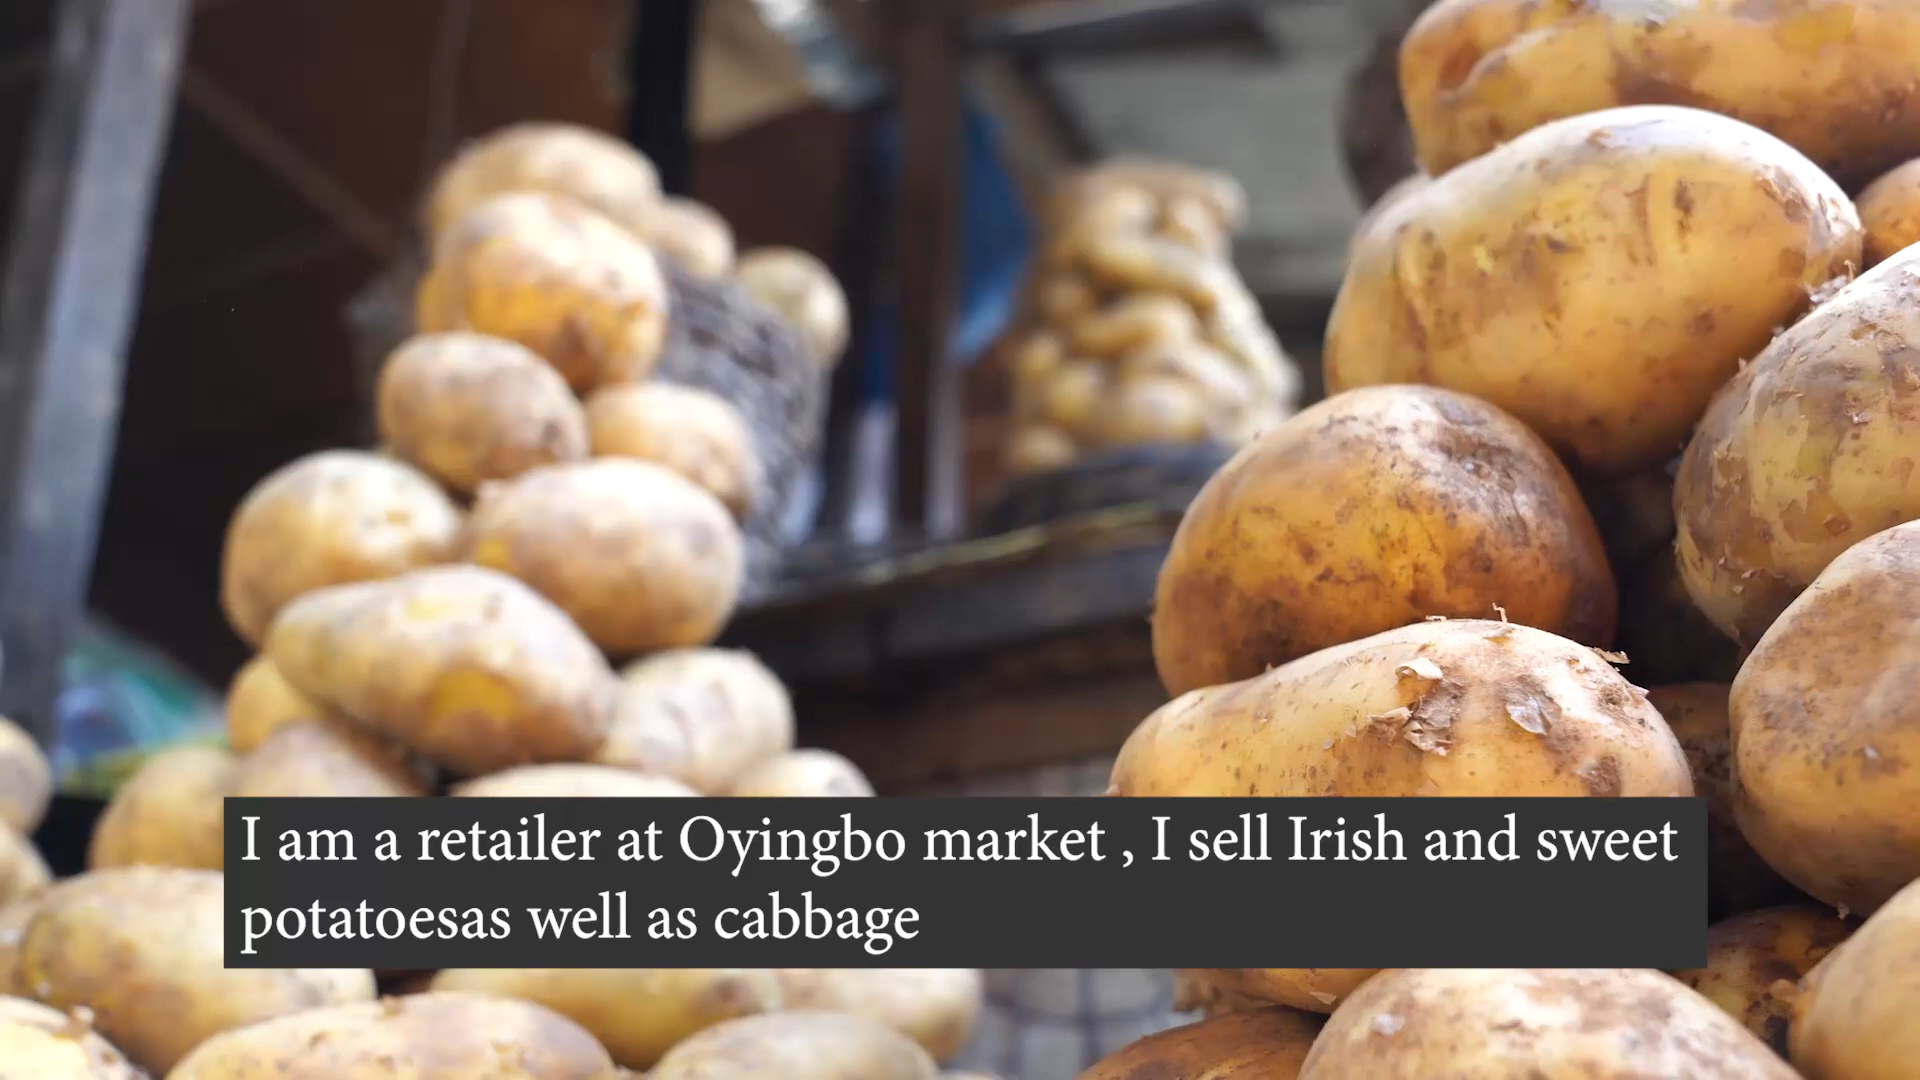 I am a retailer at Oyingbo market , I sell Irish and sweet
potatoesas well as cabbage